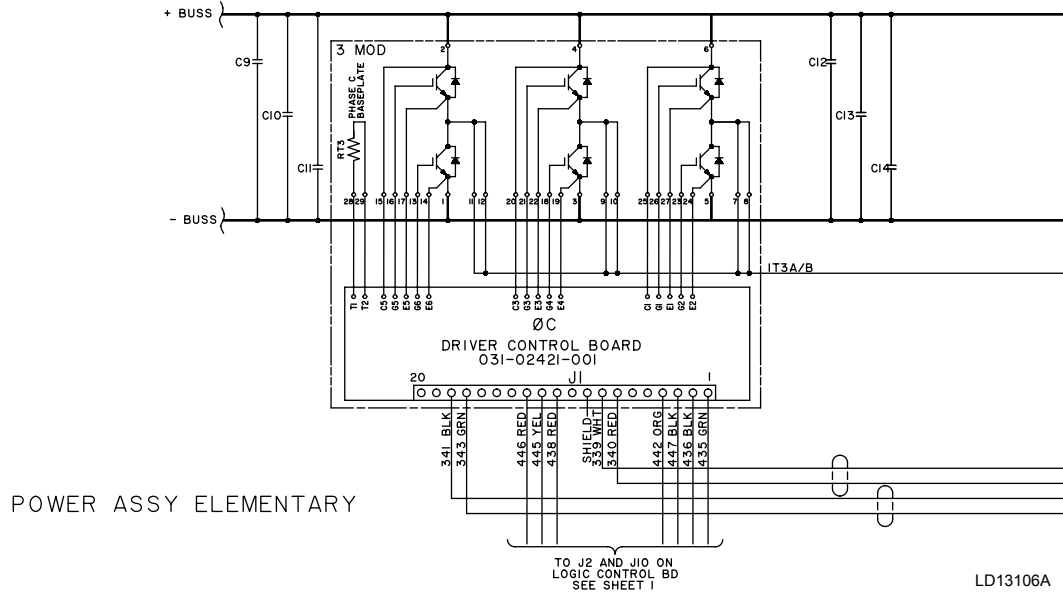 + BUSS
3 MOD
2
4
6
C9
C12
PHASE C
BASEPLATE
C10
C13
RT3
C11
C14
28 29 15 16 17 13 14 1 11 12 20 21 22 18 19 3 9 10 25 26 27 23 24 5 7 8
- BUSS
1T3A/B
T1 T2 C5 G5 E5 G6 E6 C3 G3 E3 G4 E4 C1 G1 E1 G2 E2
ØC
DRIVER CONTROL BOARD
031-02421-001
20 J1 1
341 BLK
343 GRN
446 RED
445 YEL
438 RED
SHIELD
339 WHT
340 RED
442 ORG
447 BLK
436 BLK
435 GRN
POWER ASSY ELEMENTARY
TO J2 AND J10 ON
LOGIC CONTROL BD
SEE SHEET 1
LD13106A